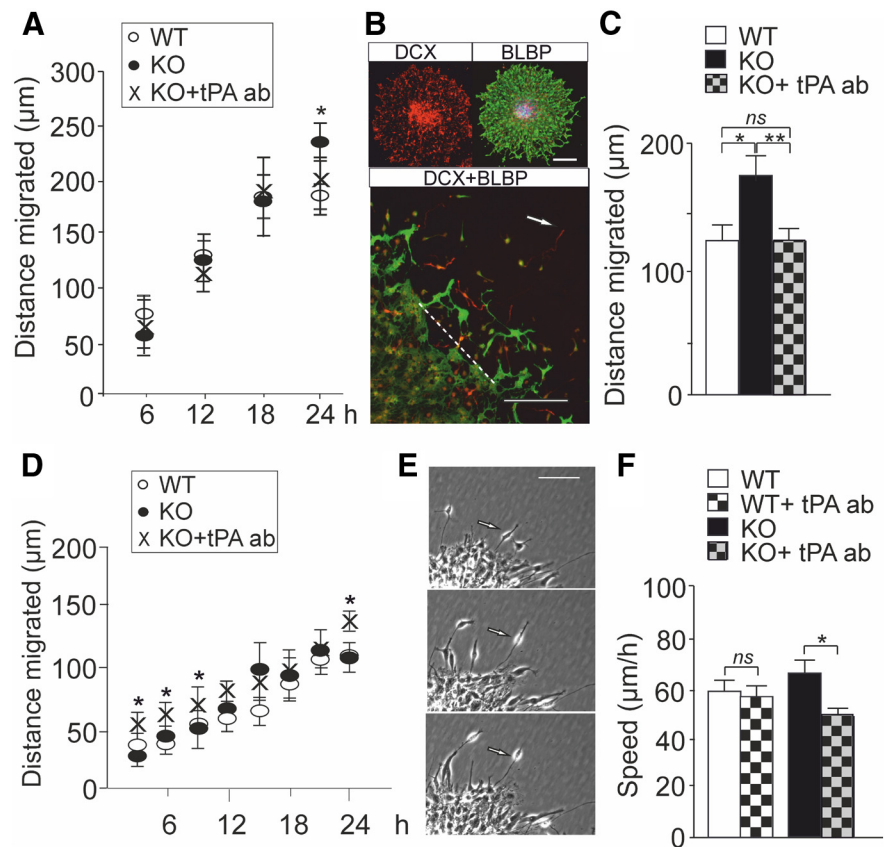 A
WT
KO
KO+tPA ab
Distance migrated (µm)
300
250
200
150
100
50
0
*
6 12 18 24 h
B
DCX BLBP
DCX+BLBP
C
WT
KO
KO+ tPA ab
Distance migrated (µm)
200
100
0
ns
* **
D
WT
KO
KO+tPA ab
Distance migrated (µm)
200
150
100
50
0
* * * *
6 12 18 24 h
E
F
WT
WT+ tPA ab
KO
KO+ tPA ab
Speed (µm/h)
100
80
60
40
20
0
ns *